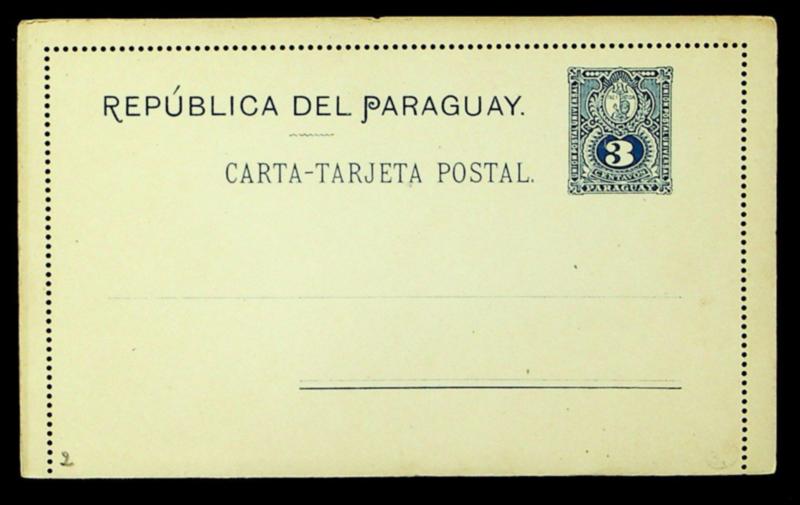 REPÚBLICA DEL PARAGUAY.
CARTA-TARJETA POSTAL.
3
CENTAVOS
PARAGUAY
2